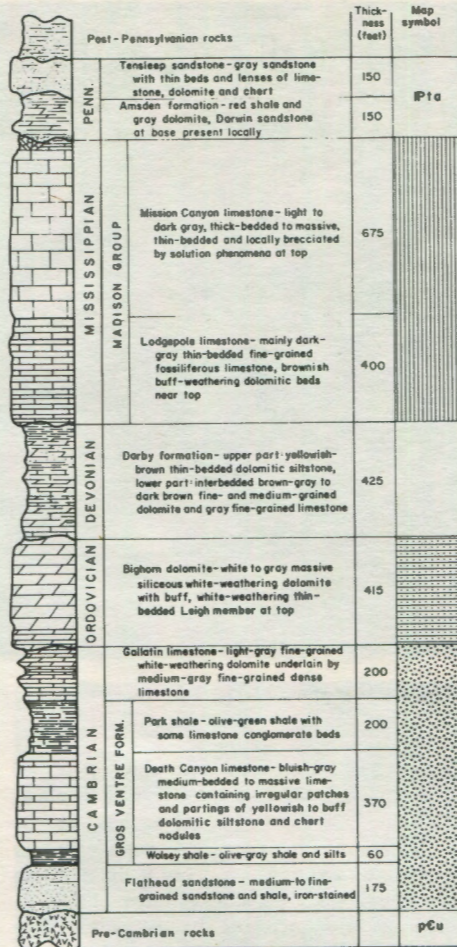 Thick-
ness
(feet)
Map
symbol
Post-Pennsylvanian rocks
PENN.
Tensleep sandstone-gray sandstone
with thin beds and lenses of lime-
stone, dolomite and chert
150
Amsden formation-red shale and
gray dolomite, Darwin sandstone
at base present locally
150
IPta
MISSISSIPPIAN
MADISON GROUP
Mission Canyon limestone-light to
dark gray, thick-bedded to massive,
thin-bedded and locally brecciated
by solution phenomena at top
675
Lodgepole limestone-mainly dark-
gray thin-bedded fine-grained
fossiliferous limestone, brownish
buff-weathering dolomitic beds
near top
400
DEVONIAN
Darby formation-upper part yellowish-
brown thin-bedded dolomitic siltstone,
lower part interbedded brown-gray to
dark brown fine- and medium-grained
dolomite and gray fine-grained limestone
425
ORDOVICIAN
Bighorn dolomite-white to gray massive
siliceous white-weathering dolomite
with buff, white-weathering thin-
bedded Leigh member at top
415
CAMBRIAN
Gallatin limestone-light-gray fine-grained
white-weathering dolomite underlain by
medium-gray fine-grained dense
limestone
200
GROS VENTRE FORM.
Park shale-olive-green shale with
some limestone conglomerate beds
200
Death Canyon limestone-bluish-gray
medium-bedded to massive lime-
stone containing irregular patches
and partings of yellowish to buff
dolomitic siltstone and chert
nodules
370
Wolsey shale-olive-gray shale and silts
60
Flathead sandstone-medium-to fine-
grained sandstone and shale, iron-stained
175
Pre-Cambrian rocks
p€u